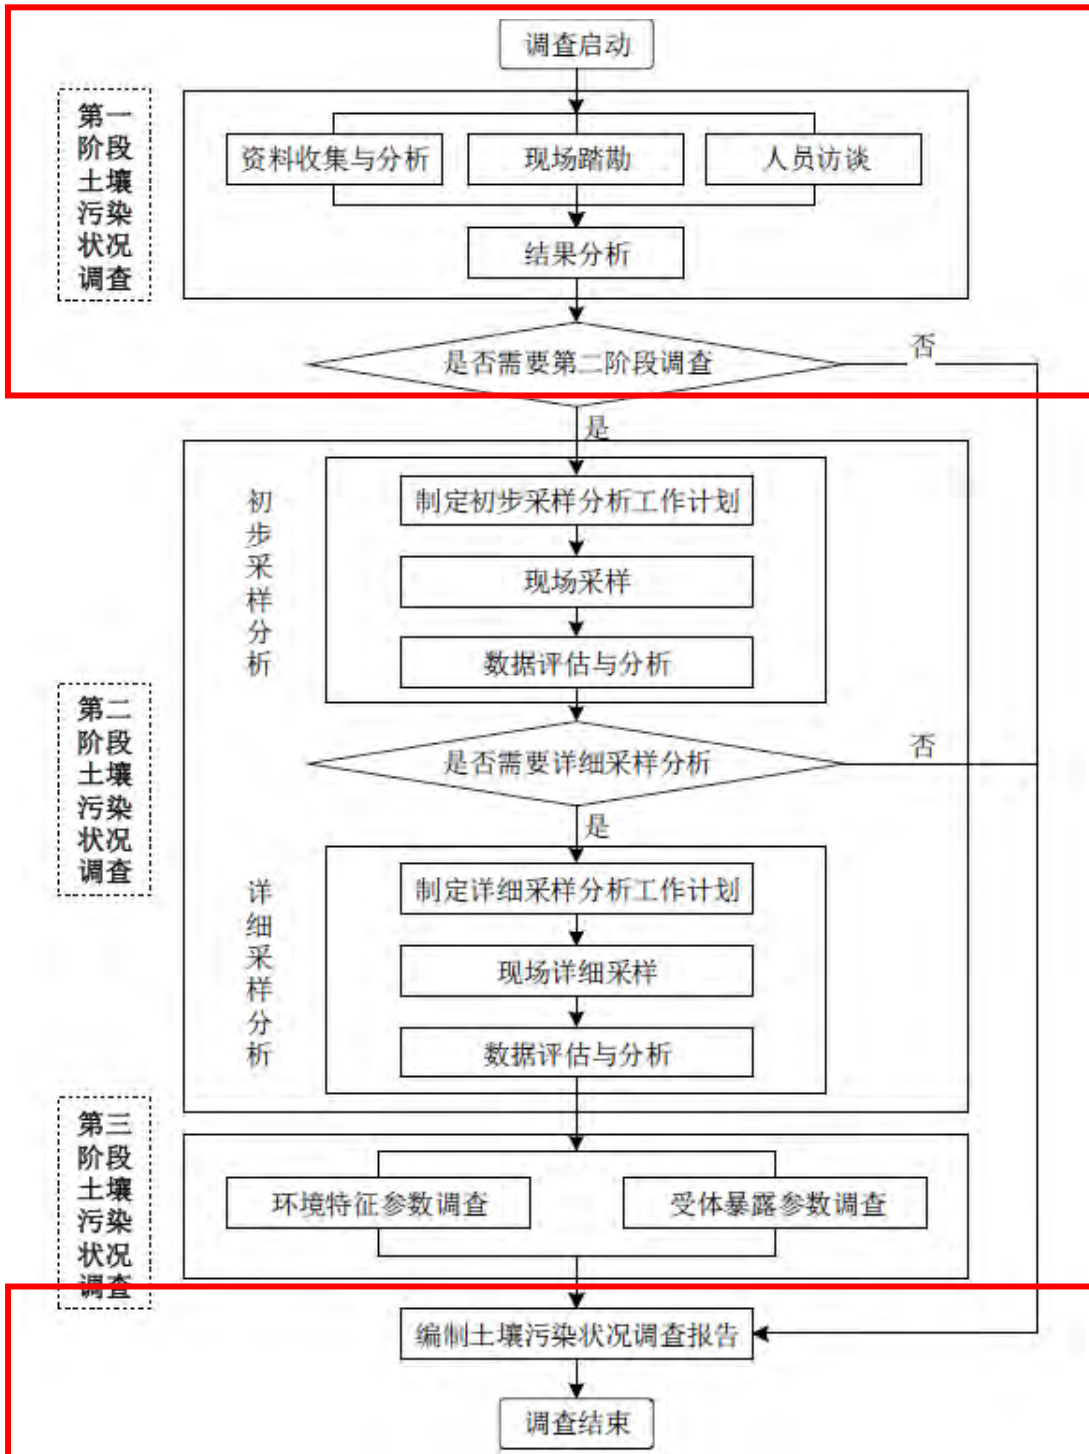 调查启动
第一
阶段
土壤
污染
状况
调查
资料收集与分析
现场踏勘
人员访谈
结果分析
是否需要第二阶段调查
否
是
初
步
采
样
分
析
制定初步采样分析工作计划
现场采样
数据评估与分析
第二
阶段
土壤
污染
状况
调查
是否需要详细采样分析
否
是
详
细
采
样
分
析
制定详细采样分析工作计划
现场详细采样
数据评估与分析
第三
阶段
土壤
污染
状况
调查
环境特征参数调查
受体暴露参数调查
编制土壤污染状况调查报告
调查结束